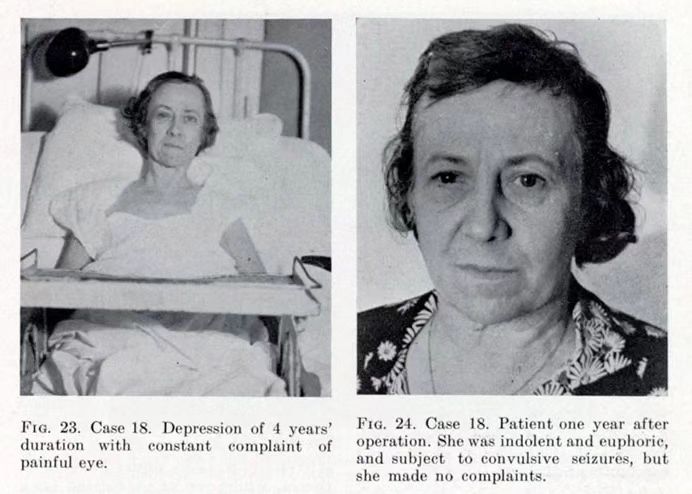 FIG. 23. Case 18. Depression of 4 years'
duration with constant complaint of
painful eye.
FIG. 24. Case 18. Patient one year after
operation. She was indolent and euphoric,
and subject to convulsive seizures, but
she made no complaints.